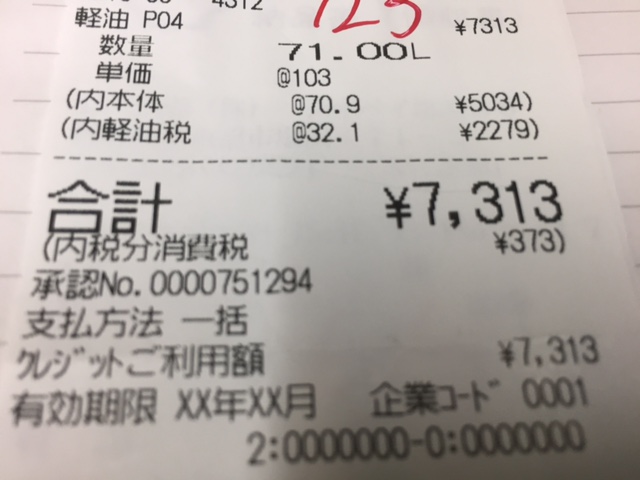 4312
125
軽油 P04 ¥7313
数量 71.00L
単価 @103
(内本体 @70.9 ¥5034)
(内軽油税 @32.1 ¥2279)
合計 ¥7,313
(内税分消費税 ¥373)
承認No.0000751294
支払方法 一括
クレジットご利用額 ¥7,313
有効期限 XX年XX月 企業コード 0001
2:0000000-0:0000000